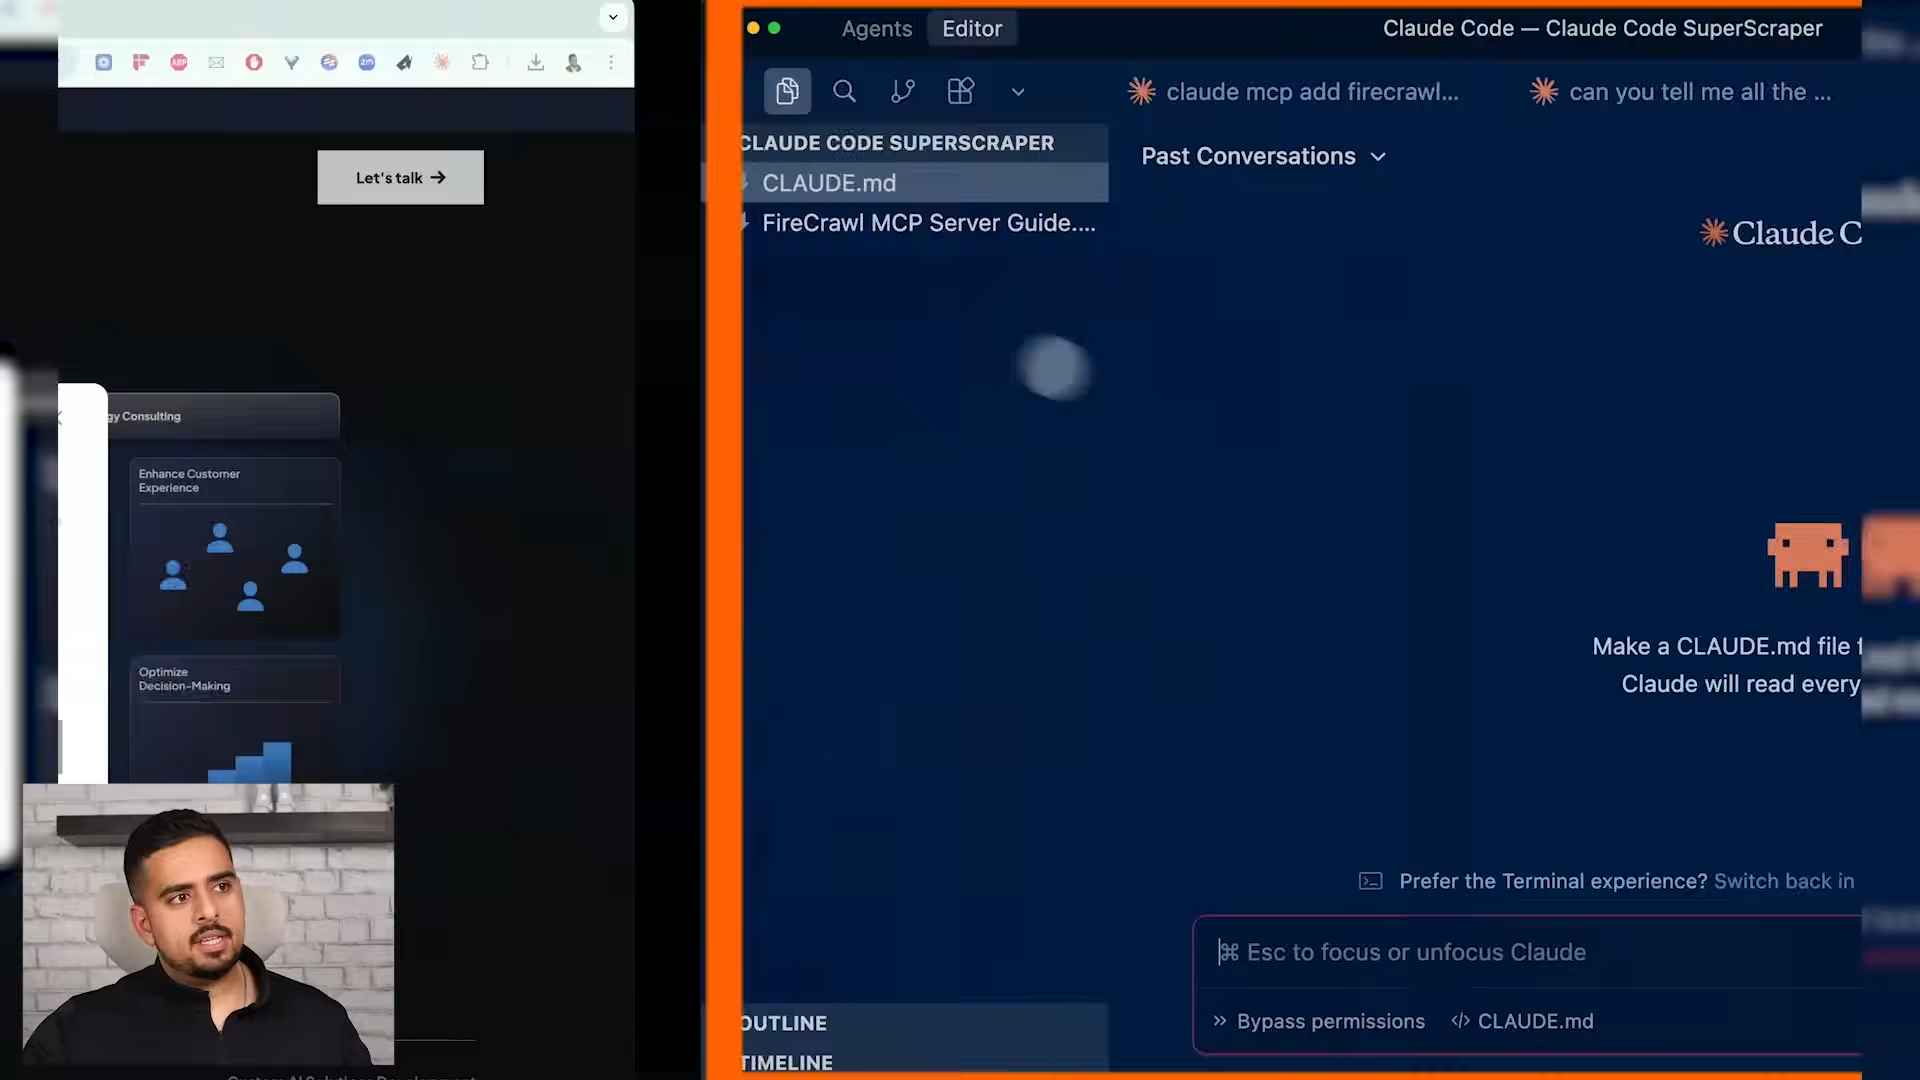 Let's talk →
gy Consulting
Enhance Customer
Experience
Optimize
Decision-Making
Agents
Editor
Claude Code — Claude Code SuperScraper
claude mcp add firecrawl...
can you tell me all the ...
CLAUDE CODE SUPERSCRAPER
CLAUDE.md
FireCrawl MCP Server Guide....
Past Conversations
Claude C
Make a CLAUDE.md file f
Claude will read every
Prefer the Terminal experience? Switch back in
⌘ Esc to focus or unfocus Claude
Bypass permissions
CLAUDE.md
OUTLINE
TIMELINE
ABP
zm